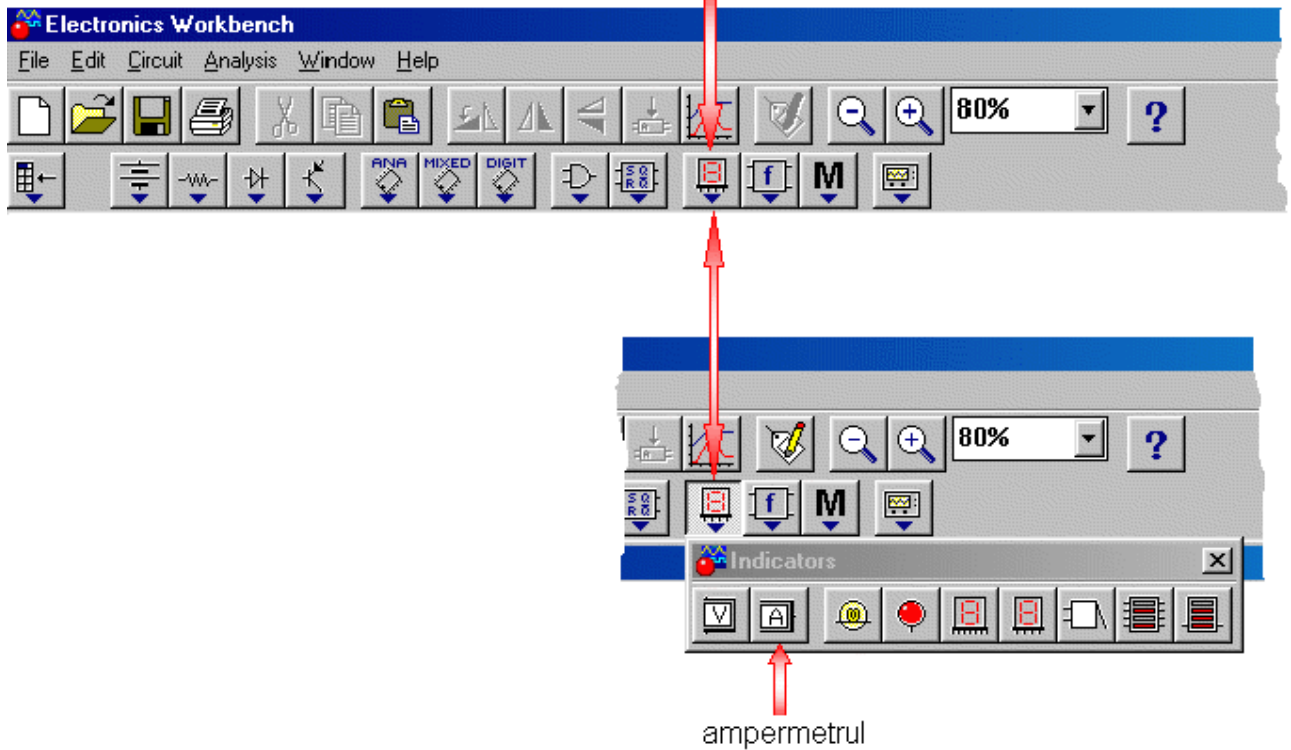 Electronics Workbench
File Edit Circuit Analysis Window Help
80% ?
ANA MIXED DIGIT
S Q R Q f M
80% ?
S Q R Q f M
Indicators
V A
ampermetrul